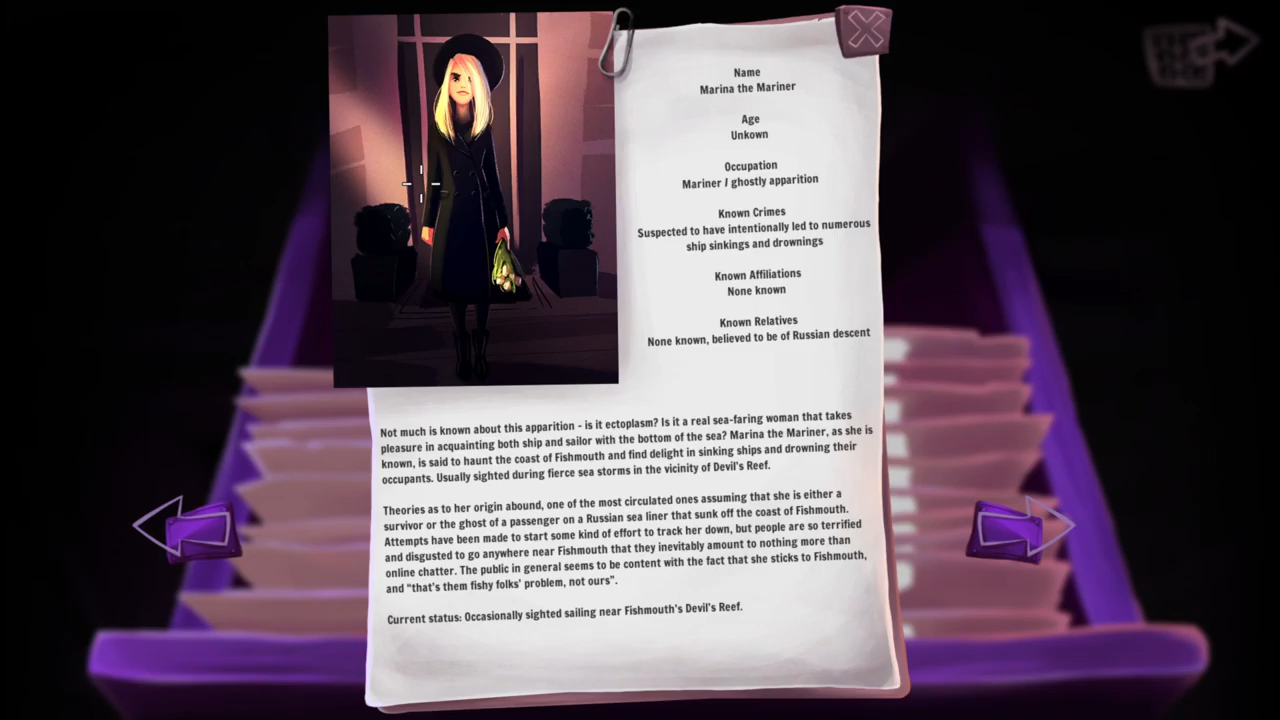 Name
Marina the Mariner
Age
Unkown
Occupation
Mariner / ghostly apparition
Known Crimes
Suspected to have intentionally led to numerous
ship sinkings and drownings
Known Affiliations
None known
Known Relatives
None known, believed to be of Russian descent
Not much is known about this apparition - is it ectoplasm? Is it a real sea-faring woman that takes
pleasure in acquainting both ship and sailor with the bottom of the sea? Marina the Mariner, as she is
known, is said to haunt the coast of Fishmouth and find delight in sinking ships and drowning their
occupants. Usually sighted during fierce sea storms in the vicinity of Devil's Reef.
Theories as to her origin abound, one of the most circulated ones assuming that she is either a
survivor or the ghost of a passenger on a Russian sea liner that sunk off the coast of Fishmouth.
Attempts have been made to start some kind of effort to track her down, but people are so terrified
and disgusted to go anywhere near Fishmouth that they inevitably amount to nothing more than
online chatter. The public in general seems to be content with the fact that she sticks to Fishmouth,
and "that's them fishy folks' problem, not ours".
Current status: Occasionally sighted sailing near Fishmouth's Devil's Reef.